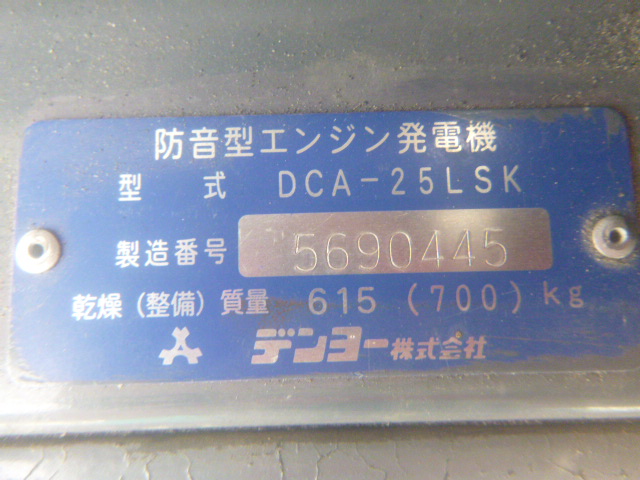 防音型エンジン発電機
型 式 DCA-25LSK
製造番号 5690445
乾燥(整備)質量 615(700)kg
デンヨー株式会社